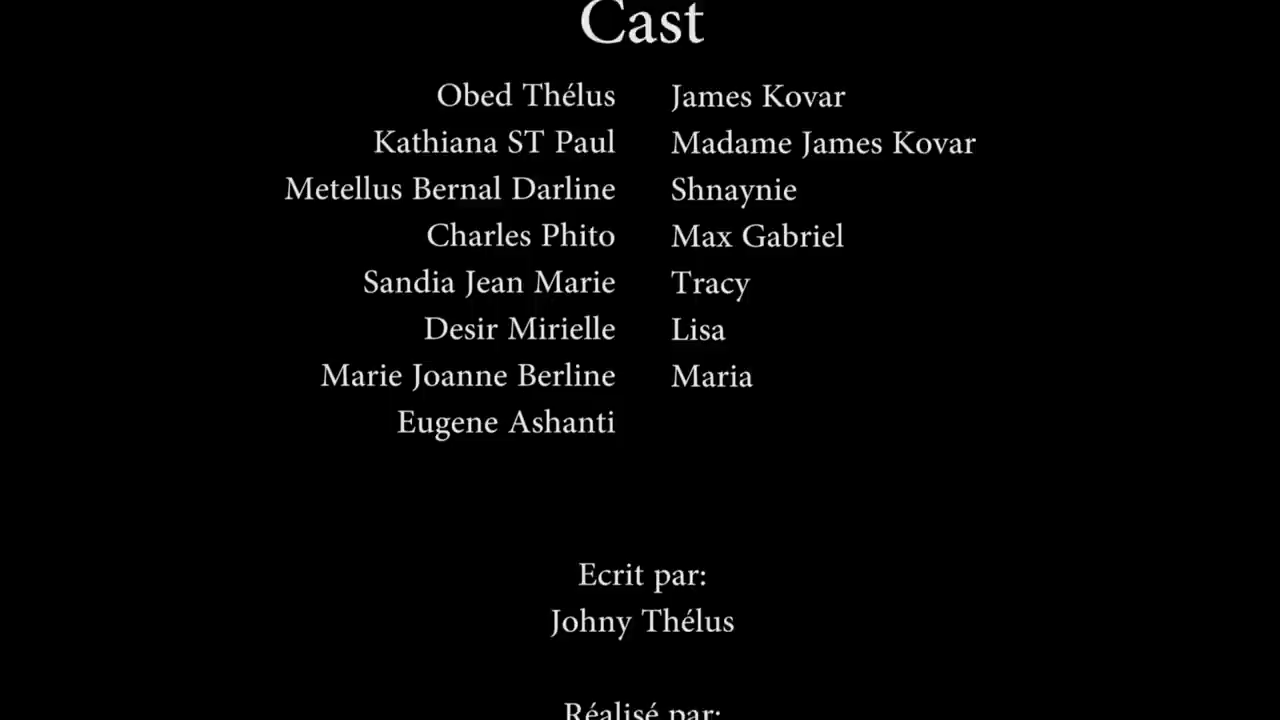 Cast
Obed Thélus James Kovar
Kathiana ST Paul Madame James Kovar
Metellus Bernal Darline Shnaynie
Charles Phito Max Gabriel
Sandia Jean Marie Tracy
Desir Mirielle Lisa
Marie Joanne Berline Maria
Eugene Ashanti
Ecrit par:
Johny Thélus
Réalisé par: